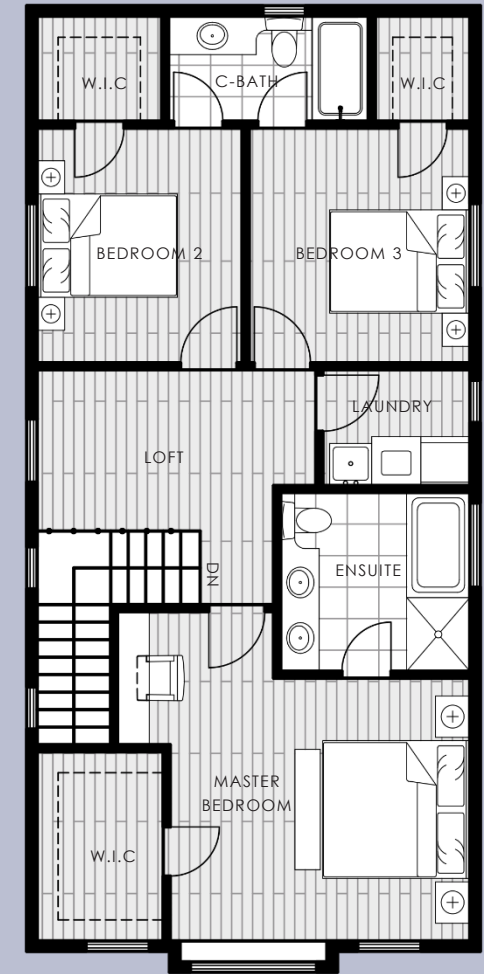 W.I.C
C-BATH
W.I.C
BEDROOM 2
BEDROOM 3
LAUNDRY
LOFT
DN
ENSUITE
MASTER
BEDROOM
W.I.C